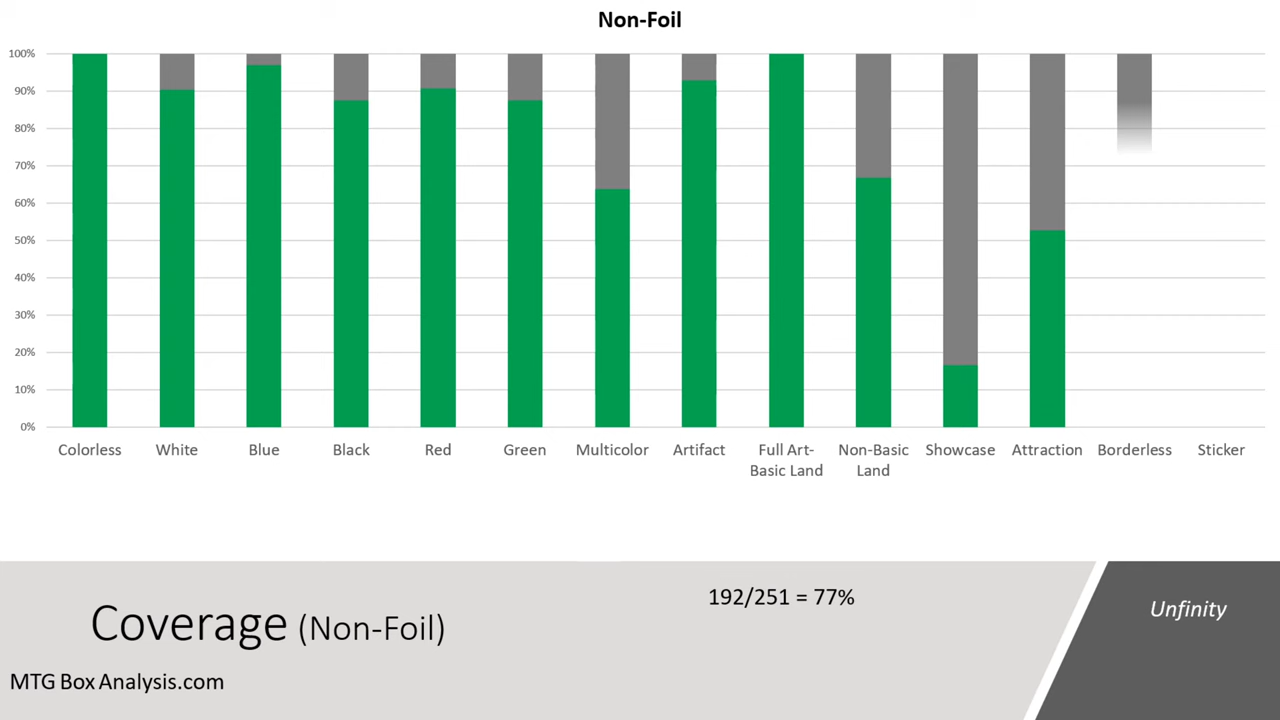 Non-Foil
100%
90%
80%
70%
60%
50%
40%
30%
20%
10%
0%
Colorless
White
Blue
Black
Red
Green
Multicolor
Artifact
Full Art-
Basic Land
Non-Basic
Land
Showcase
Attraction
Borderless
Sticker
192/251 = 77%
Coverage (Non-Foil)
Unfinity
MTG Box Analysis.com